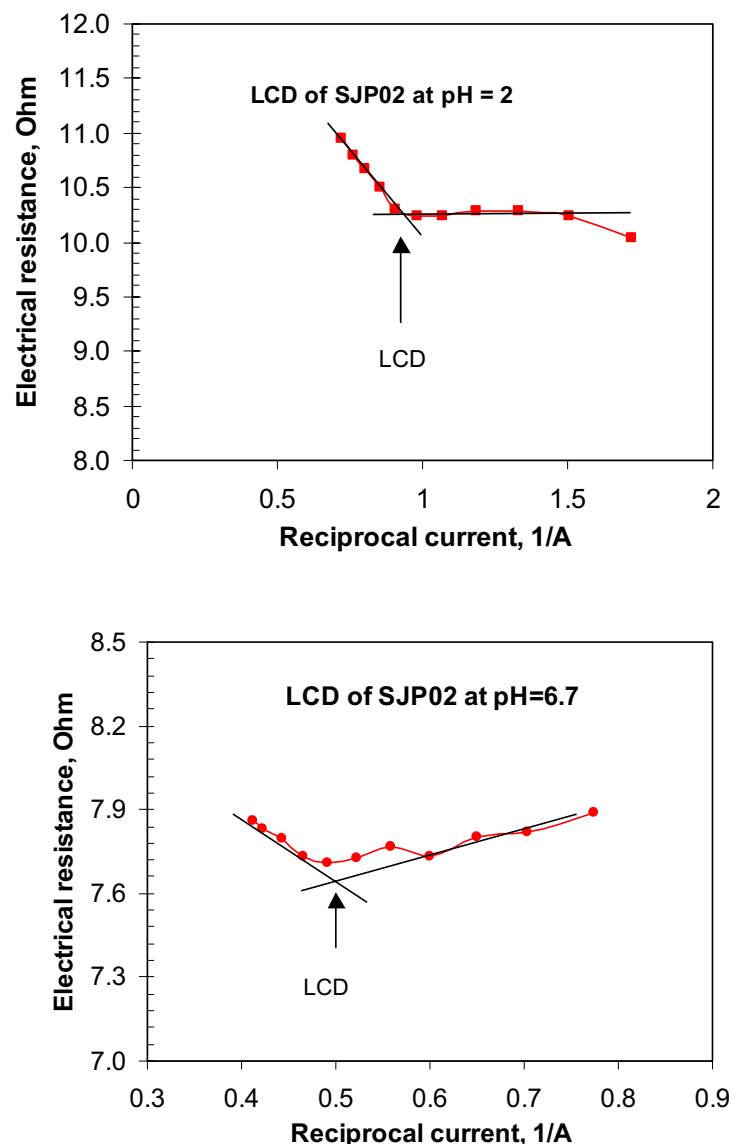 12.0
11.5
11.0
10.5
10.0
9.5
9.0
8.5
8.0
Electrical resistance, Ohm
LCD of SJP02 at pH = 2
LCD
0 0.5 1 1.5 2
Reciprocal current, 1/A
8.5
8.2
7.9
7.6
7.3
7.0
Electrical resistance, Ohm
LCD of SJP02 at pH=6.7
LCD
0.3 0.4 0.5 0.6 0.7 0.8 0.9
Reciprocal current, 1/A